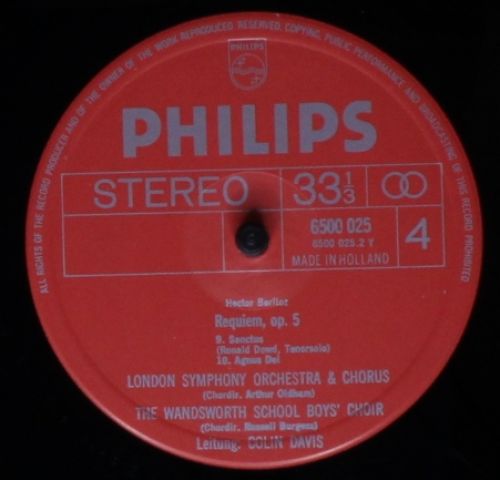 ALL RIGHTS OF THE RECORD PRODUCER AND OF THE OWNER OF THE WORK REPRODUCED RESERVED. COPYING, PUBLIC PERFORMANCE AND BROADCASTING OF THIS RECORD PROHIBITED
PHILIPS
PHILIPS
STEREO 33 1/3
6500 025
6500 025.2 Y
4
MADE IN HOLLAND
Hector Berlioz
Requiem, op. 5
9. Sanctus
(Ronald Dowd, Tenorsolo)
10. Agnus Dei
LONDON SYMPHONY ORCHESTRA & CHORUS
(Chordir. Arthur Oldham)
THE WANDSWORTH SCHOOL BOYS' CHOIR
(Chordir. Russell Burgess)
Leitung: COLIN DAVIS